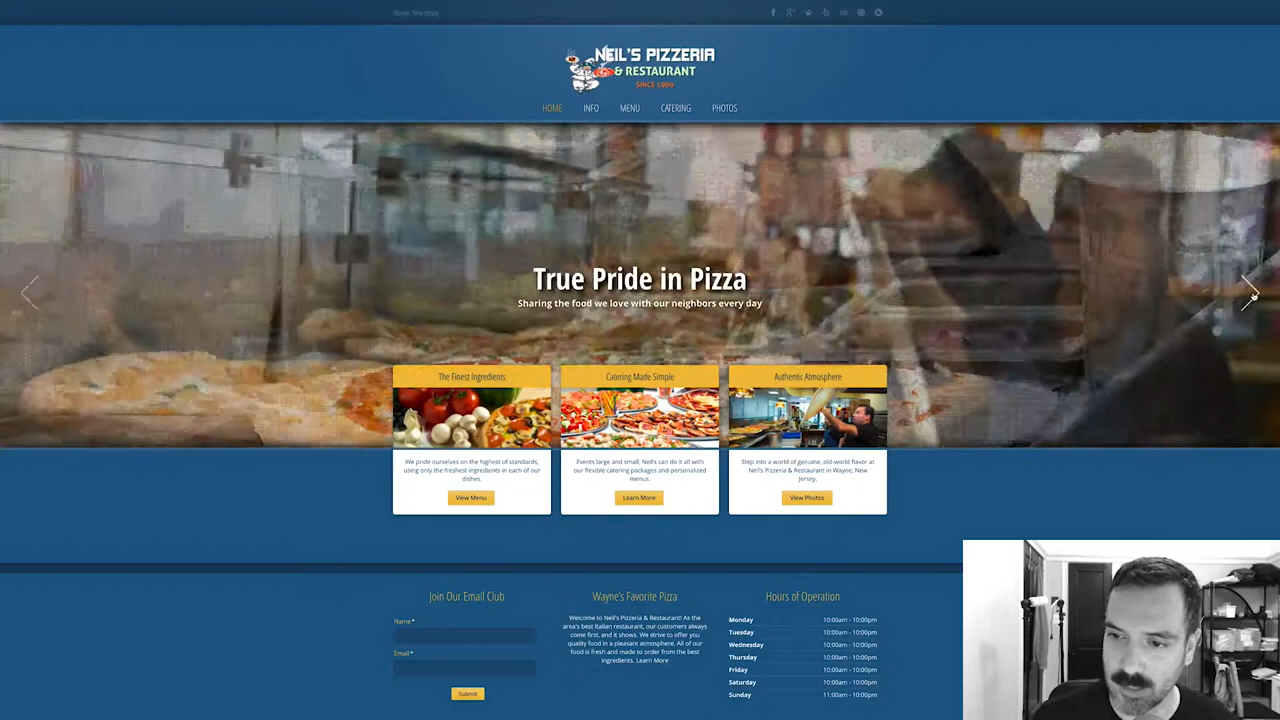 Wayne, New Jersey
NEIL'S PIZZERIA
& RESTAURANT
SINCE 1989
HOME INFO MENU CATERING PHOTOS
True Pride in Pizza
Sharing the food we love with our neighbors every day
The Finest Ingredients
We pride ourselves on the highest of standards,
using only the freshest ingredients in each of our
dishes.
View Menu
Catering Made Simple
Events large and small, Neil's can do it all with
our flexible catering packages and personalized
menus.
Learn More
Authentic Atmosphere
Step into a world of genuine, old-world flavor at
Neil's Pizzeria & Restaurant in Wayne, New
Jersey.
View Photos
Join Our Email Club
Name*
Email*
Submit
Wayne's Favorite Pizza
Welcome to Neil's Pizzeria & Restaurant! As the
area's best Italian restaurant, our customers always
come first, and it shows. We strive to offer you
quality food in a pleasant atmosphere. All of our
food is fresh and made to order from the best
ingredients. Learn More
Hours of Operation
Monday 10:00am - 10:00pm
Tuesday 10:00am - 10:00pm
Wednesday 10:00am - 10:00pm
Thursday 10:00am - 10:00pm
Friday 10:00am - 10:00pm
Saturday 10:00am - 10:00pm
Sunday 11:00am - 10:00pm